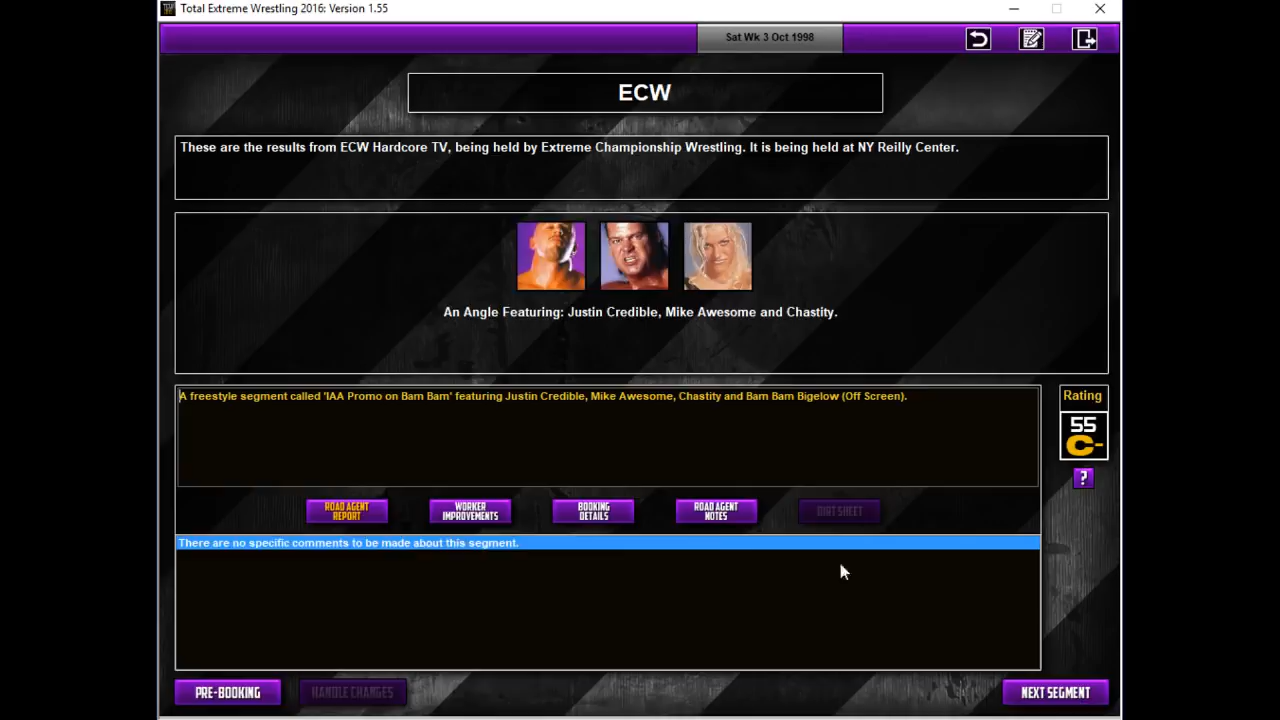 Total Extreme Wrestling 2016: Version 1.55
Sat Wk 3 Oct 1998
ECW
These are the results from ECW Hardcore TV, being held by Extreme Championship Wrestling. It is being held at NY Reilly Center.
An Angle Featuring: Justin Credible, Mike Awesome and Chastity.
A freestyle segment called 'IAA Promo on Bam Bam' featuring Justin Credible, Mike Awesome, Chastity and Bam Bam Bigelow (Off Screen).
Rating
55
C-
?
ROAD AGENT
REPORT
WORKER
IMPROVEMENTS
BOOKING
DETAILS
ROAD AGENT
NOTES
DIRT SHEET
There are no specific comments to be made about this segment.
PRE-BOOKING
HANDLE CHANGES
NEXT SEGMENT